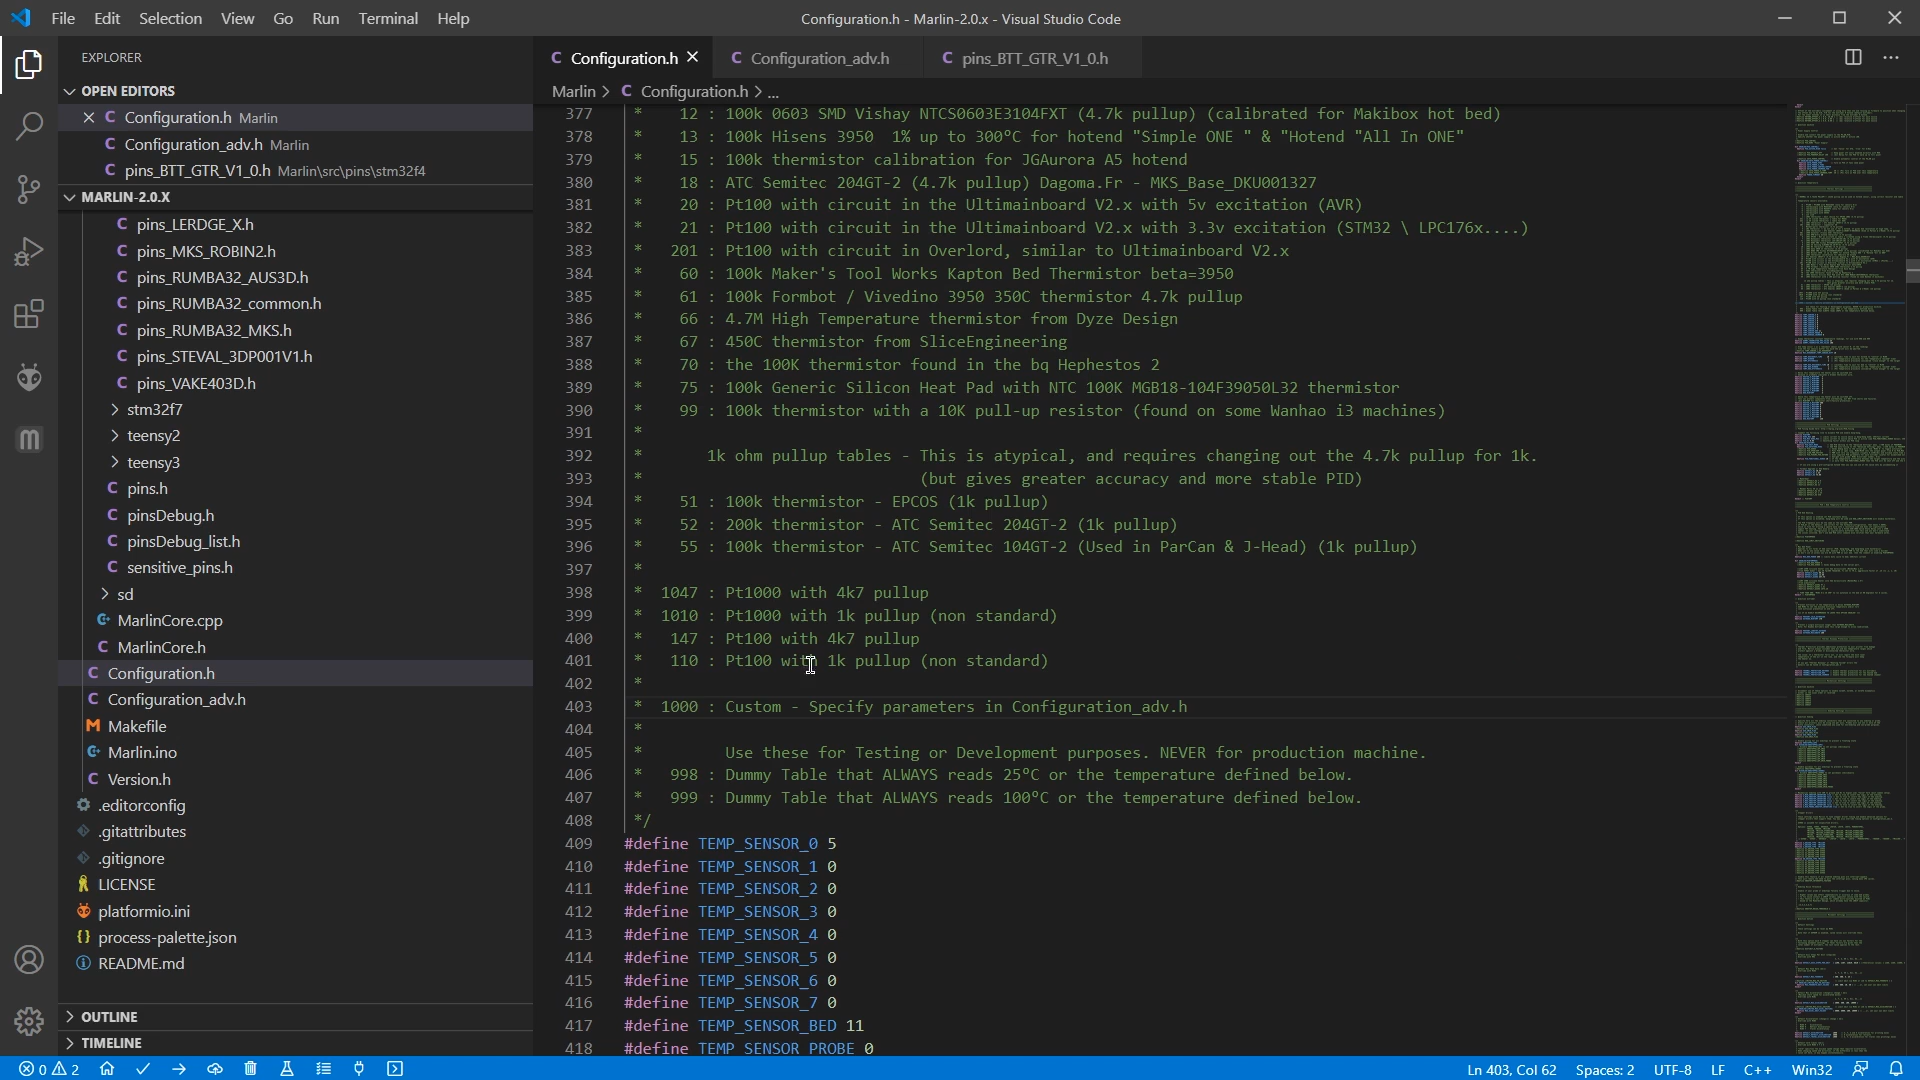 File Edit Selection View Go Run Terminal Help
Configuration.h - Marlin-2.0.x - Visual Studio Code
EXPLORER
OPEN EDITORS
Configuration.h Marlin
Configuration_adv.h Marlin
pins_BTT_GTR_V1_0.h Marlin\src\pins\stm32f4
MARLIN-2.0.X
pins_LERDGE_X.h
pins_MKS_ROBIN2.h
pins_RUMBA32_AUS3D.h
pins_RUMBA32_common.h
pins_RUMBA32_MKS.h
pins_STEVAL_3DP001V1.h
pins_VAKE403D.h
stm32f7
teensy2
teensy3
pins.h
pinsDebug.h
pinsDebug_list.h
sensitive_pins.h
sd
MarlinCore.cpp
MarlinCore.h
Configuration.h
Configuration_adv.h
Makefile
Marlin.ino
Version.h
.editorconfig
.gitattributes
.gitignore
LICENSE
platformio.ini
process-palette.json
README.md
OUTLINE
TIMELINE
Configuration.h Configuration_adv.h pins_BTT_GTR_V1_0.h
Marlin > C Configuration.h > ...
377 * 12 : 100k 0603 SMD Vishay NTCS0603E3104FXT (4.7k pullup) (calibrated for Makibox hot bed)
378 * 13 : 100k Hisens 3950 1% up to 300°C for hotend "Simple ONE " & "Hotend "All In ONE"
379 * 15 : 100k thermistor calibration for JGAurora A5 hotend
380 * 18 : ATC Semitec 204GT-2 (4.7k pullup) Dagoma.Fr - MKS_Base_DKU001327
381 * 20 : Pt100 with circuit in the Ultimainboard V2.x with 5v excitation (AVR)
382 * 21 : Pt100 with circuit in the Ultimainboard V2.x with 3.3v excitation (STM32 \ LPC176x....)
383 * 201 : Pt100 with circuit in Overlord, similar to Ultimainboard V2.x
384 * 60 : 100k Maker's Tool Works Kapton Bed Thermistor beta=3950
385 * 61 : 100k Formbot / Vivedino 3950 350C thermistor 4.7k pullup
386 * 66 : 4.7M High Temperature thermistor from Dyze Design
387 * 67 : 450C thermistor from SliceEngineering
388 * 70 : the 100K thermistor found in the bq Hephestos 2
389 * 75 : 100k Generic Silicon Heat Pad with NTC 100K MGB18-104F39050L32 thermistor
390 * 99 : 100k thermistor with a 10K pull-up resistor (found on some Wanhao i3 machines)
391 *
392 * 1k ohm pullup tables - This is atypical, and requires changing out the 4.7k pullup for 1k.
393 * (but gives greater accuracy and more stable PID)
394 * 51 : 100k thermistor - EPCOS (1k pullup)
395 * 52 : 200k thermistor - ATC Semitec 204GT-2 (1k pullup)
396 * 55 : 100k thermistor - ATC Semitec 104GT-2 (Used in ParCan & J-Head) (1k pullup)
397 *
398 * 1047 : Pt1000 with 4k7 pullup
399 * 1010 : Pt1000 with 1k pullup (non standard)
400 * 147 : Pt100 with 4k7 pullup
401 * 110 : Pt100 with 1k pullup (non standard)
402 *
403 * 1000 : Custom - Specify parameters in Configuration_adv.h
404 *
405 * Use these for Testing or Development purposes. NEVER for production machine.
406 * 998 : Dummy Table that ALWAYS reads 25°C or the temperature defined below.
407 * 999 : Dummy Table that ALWAYS reads 100°C or the temperature defined below.
408 */
409 #define TEMP_SENSOR_0 5
410 #define TEMP_SENSOR_1 0
411 #define TEMP_SENSOR_2 0
412 #define TEMP_SENSOR_3 0
413 #define TEMP_SENSOR_4 0
414 #define TEMP_SENSOR_5 0
415 #define TEMP_SENSOR_6 0
416 #define TEMP_SENSOR_7 0
417 #define TEMP_SENSOR_BED 11
418 #define TEMP_SENSOR_PROBE 0
0 2
Ln 403, Col 62 Spaces: 2 UTF-8 LF C++ Win32